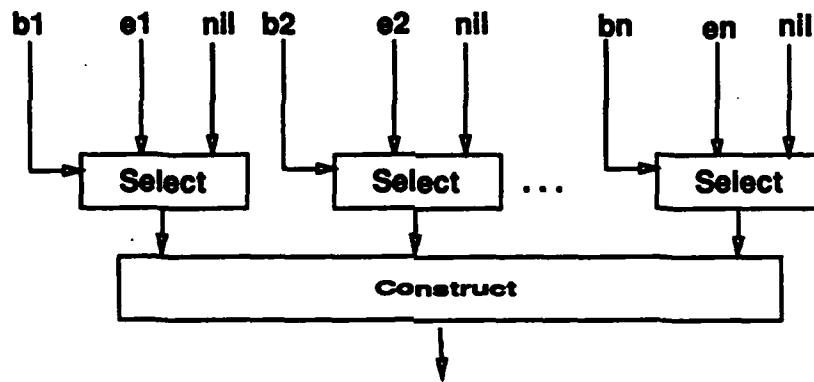 b1 e1 nil b2 e2 nil bn en nil
Select Select ... Select
Construct